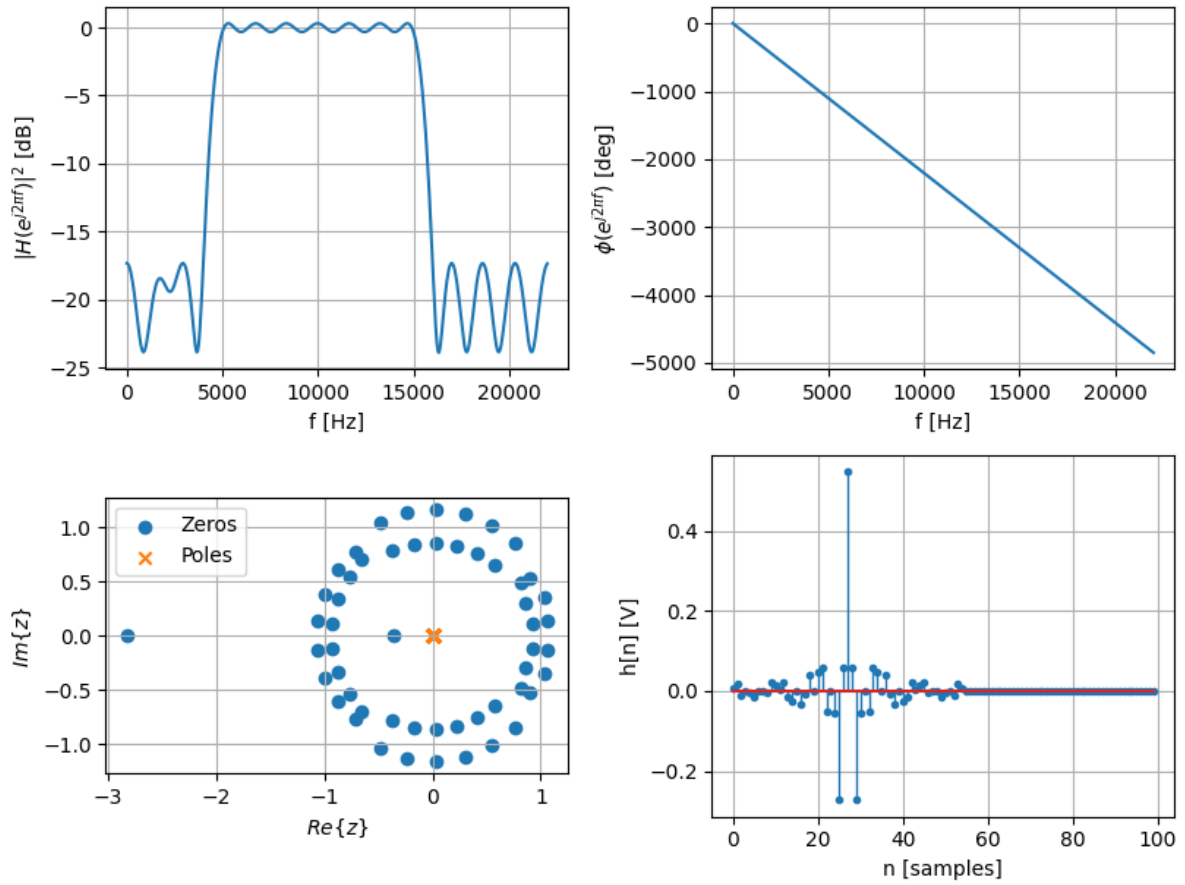 0
−5
−10
−15
−20
−25
|H(e^{j2πf})|^2 [dB]
0 5000 10000 15000 20000
f [Hz]
0
−1000
−2000
−3000
−4000
−5000
ϕ(e^{j2πf}) [deg]
0 5000 10000 15000 20000
f [Hz]
Zeros
Poles
1.0
0.5
0.0
−0.5
−1.0
Im{z}
−3 −2 −1 0 1
Re{z}
0.4
0.2
0.0
−0.2
h[n] [V]
0 20 40 60 80 100
n [samples]